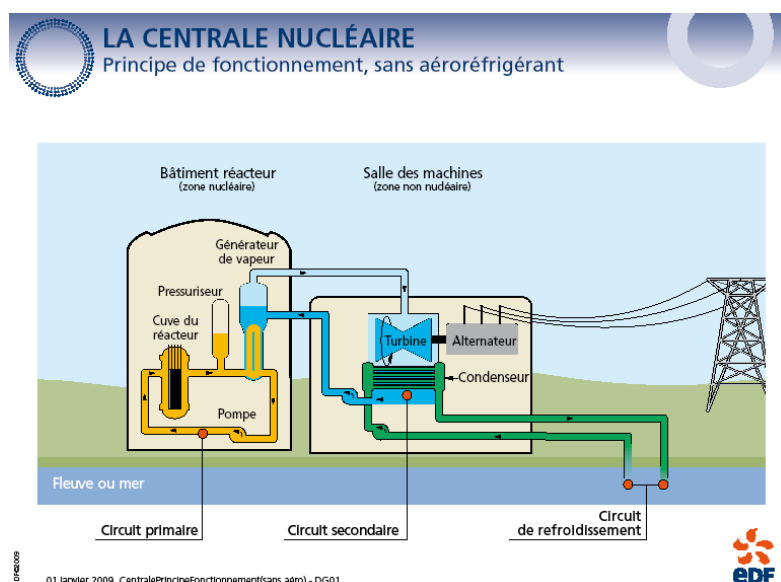 LA CENTRALE NUCLÉAIRE
Principe de fonctionnement, sans aéroréfrigérant
Bâtiment réacteur
(zone nucléaire)
Salle des machines
(zone non nucléaire)
Générateur
de vapeur
Pressuriseur
Cuve du
réacteur
Turbine
Alternateur
Condenseur
Pompe
Fleuve ou mer
Circuit primaire
Circuit secondaire
Circuit
de refroidissement
01 Janvier 2009 CentralePrincipeFonctionnement(sans aéro) - DG01
eDF